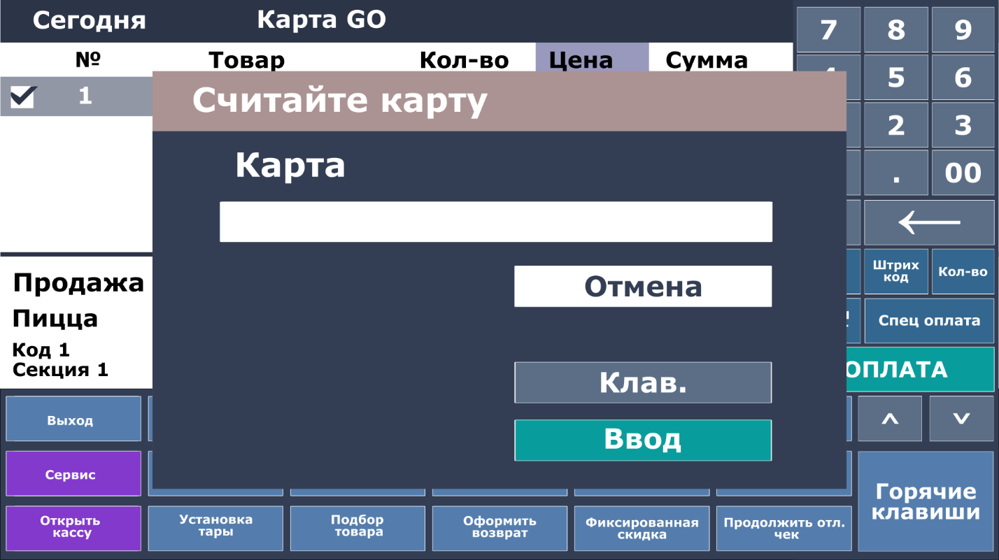 Сегодня Карта GO
7 8 9
№ Товар Кол-во Цена Сумма
5 6
1
Считайте карту
2 3
Карта
. 00
←
Отмена
Штрих
код
Кол-во
Продажа
Пицца
Спец оплата
Код 1
Секция 1
ОПЛАТА
Клав.
Ввод
Выход
Сервис
Горячие
клавиши
Открыть
кассу
Установка
тары
Подбор
товара
Оформить
возврат
Фиксированная
скидка
Продолжить отл.
чек